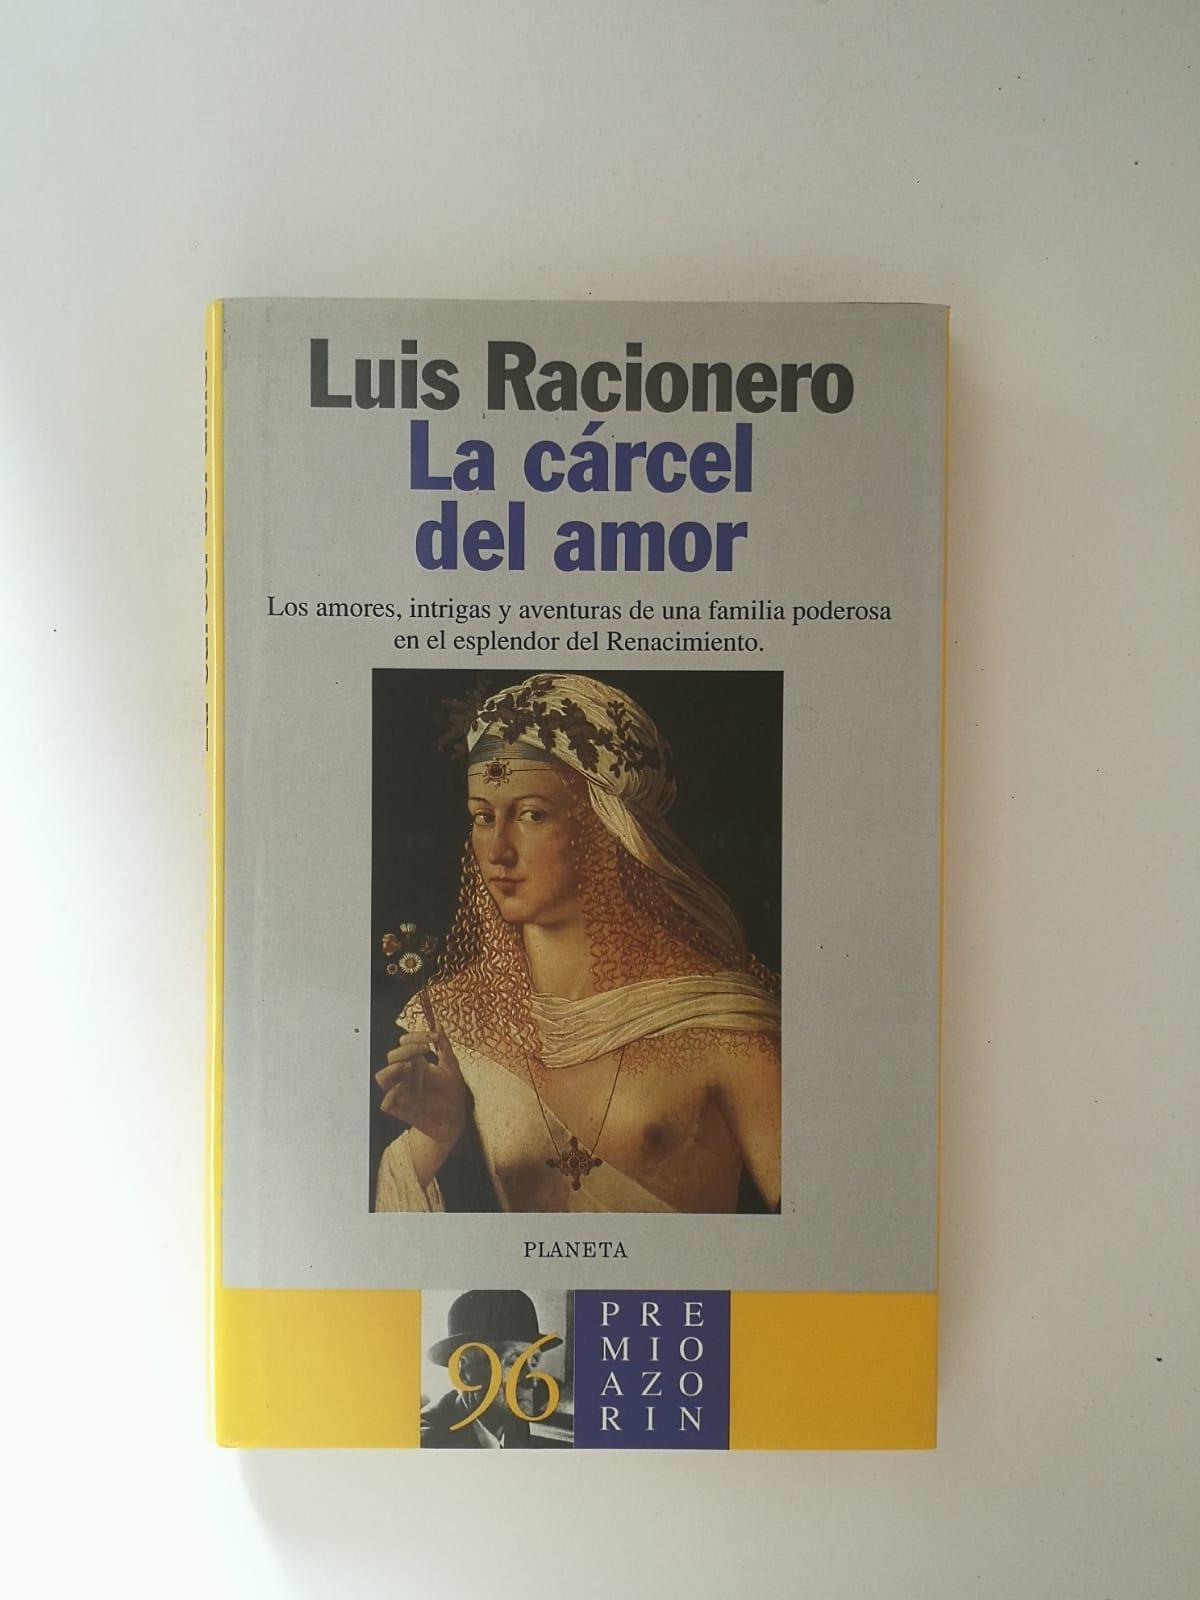 Luis Racionero
La cárcel
del amor
Los amores, intrigas y aventuras de una familia poderosa
en el esplendor del Renacimiento.
PLANETA
96
PRE
MIO
AZO
RIN